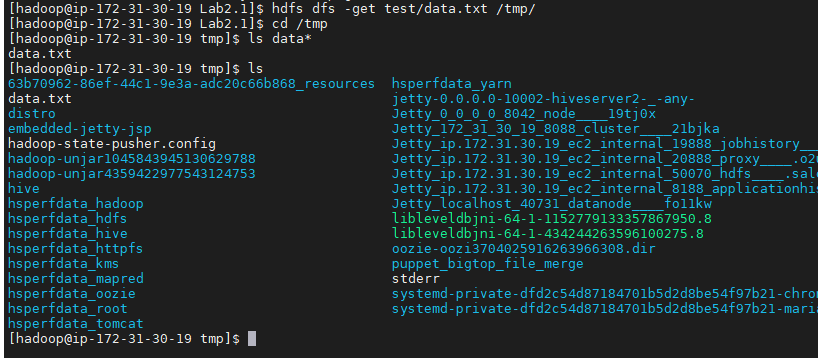 [hadoop@ip-172-31-30-19 Lab2.1]$ hdfs dfs -get test/data.txt /tmp/
[hadoop@ip-172-31-30-19 Lab2.1]$ cd /tmp
[hadoop@ip-172-31-30-19 tmp]$ ls data*
data.txt
[hadoop@ip-172-31-30-19 tmp]$ ls
63b70962-86ef-44c1-9e3a-adc20c66b868_resources hsperfdata_yarn
data.txt jetty-0.0.0.0-10002-hiveserver2-_-any-
distro Jetty_0_0_0_0_8042_node____19tj0x
embedded-jetty-jsp Jetty_172_31_30_19_8088_cluster____21bjka
hadoop-state-pusher.config Jetty_ip.172.31.30.19_ec2_internal_19888_jobhistory___
hadoop-unjar1045843945130629788 Jetty_ip.172.31.30.19_ec2_internal_20888_proxy____.o2
hadoop-unjar4359422977543124753 Jetty_ip.172.31.30.19_ec2_internal_50070_hdfs____.sal
hive Jetty_ip.172.31.30.19_ec2_internal_8188_applicationhis
hsperfdata_hadoop Jetty_localhost_40731_datanode____fo11kw
hsperfdata_hdfs libleveldbjni-64-1-1152779133357867950.8
hsperfdata_hive libleveldbjni-64-1-434244263596100275.8
hsperfdata_httpfs oozie-oozi3704025916263966308.dir
hsperfdata_kms puppet_bigtop_file_merge
hsperfdata_mapred stderr
hsperfdata_oozie systemd-private-dfd2c54d87184701b5d2d8be54f97b21-chro
hsperfdata_root systemd-private-dfd2c54d87184701b5d2d8be54f97b21-maria
hsperfdata_tomcat
[hadoop@ip-172-31-30-19 tmp]$